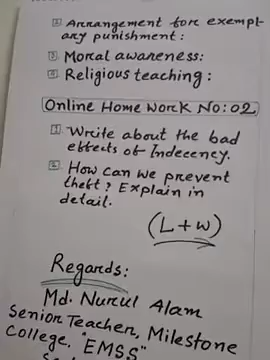 2 Arrangement for exempl-
ary punishment:
3 Moral awareness:
4 Religious teaching:
Online Home Work No: 02
1 Write about the bad
effects of Indecency.
2 How can we prevent
theft? Explain in
detail.
(L+W)
Regards:
Md. Nurul Alam
Senior Teacher, Milestone
College, "EMSS"